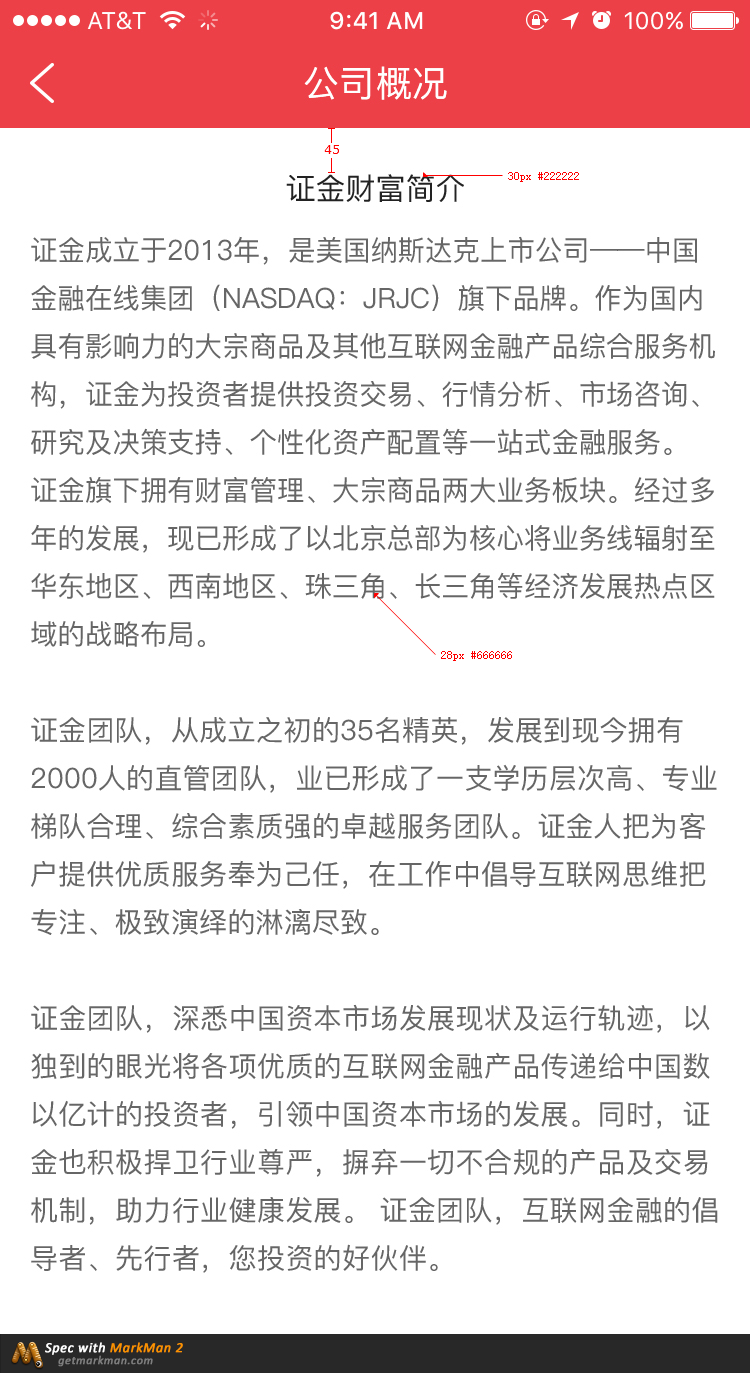 AT&T 9:41 AM 100%
公司概况
45
证金财富简介
30px #222222
证金成立于2013年，是美国纳斯达克上市公司——中国
金融在线集团（NASDAQ：JRJC）旗下品牌。作为国内
具有影响力的大宗商品及其他互联网金融产品综合服务机
构，证金为投资者提供投资交易、行情分析、市场咨询、
研究及决策支持、个性化资产配置等一站式金融服务。
证金旗下拥有财富管理、大宗商品两大业务板块。经过多
年的发展，现已形成了以北京总部为核心将业务线辐射至
华东地区、西南地区、珠三角、长三角等经济发展热点区
域的战略布局。
28px #666666
证金团队，从成立之初的35名精英，发展到现今拥有
2000人的直管团队，业已形成了一支学历层次高、专业
梯队合理、综合素质强的卓越服务团队。证金人把为客
户提供优质服务奉为己任，在工作中倡导互联网思维把
专注、极致演绎的淋漓尽致。
证金团队，深悉中国资本市场发展现状及运行轨迹，以
独到的眼光将各项优质的互联网金融产品传递给中国数
以亿计的投资者，引领中国资本市场的发展。同时，证
金也积极捍卫行业尊严，摒弃一切不合规的产品及交易
机制，助力行业健康发展。 证金团队，互联网金融的倡
导者、先行者，您投资的好伙伴。
Spec with MarkMan 2
getmarkman.com